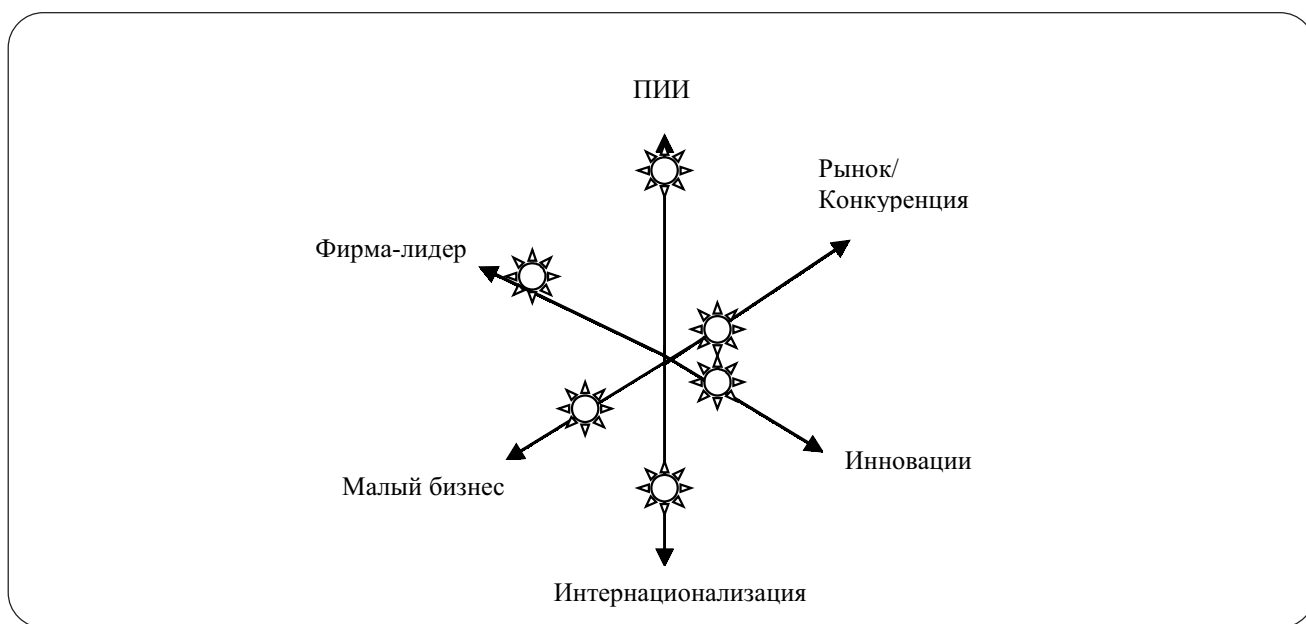 ПИИ
Рынок/
Конкуренция
Фирма-лидер
Инновации
Малый бизнес
Интернационализация